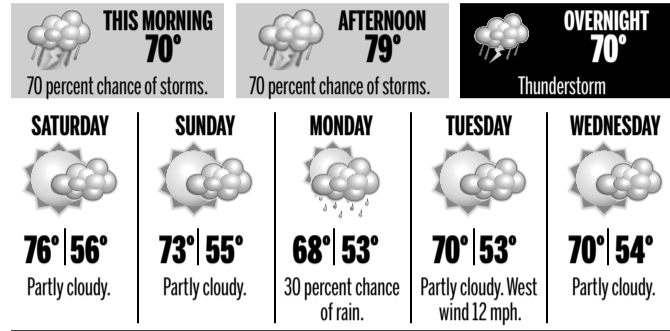 THIS MORNING
70°
70 percent chance of storms.
AFTERNOON
79°
70 percent chance of storms.
OVERNIGHT
70°
Thunderstorm
SATURDAY
76° 56°
Partly cloudy.
SUNDAY
73° 55°
Partly cloudy.
MONDAY
68° 53°
30 percent chance
of rain.
TUESDAY
70° 53°
Partly cloudy. West
wind 12 mph.
WEDNESDAY
70° 54°
Partly cloudy.